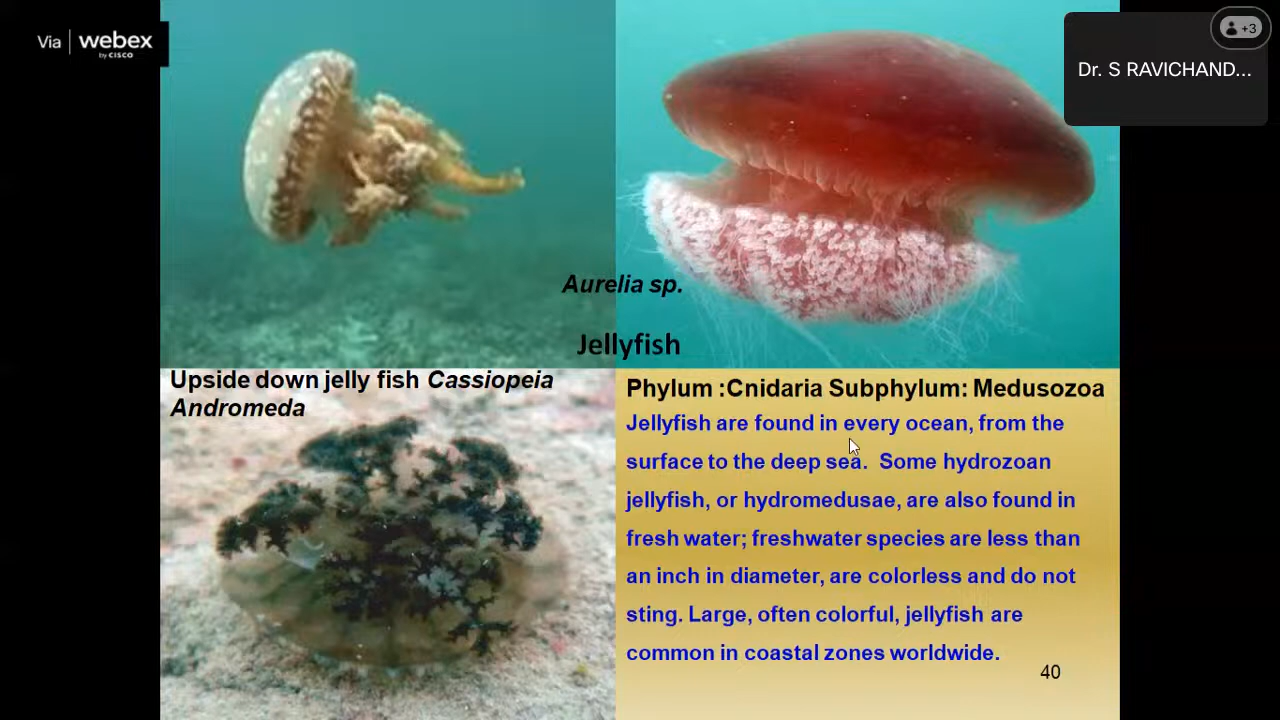 Via webex
by CISCO
+3
Dr. S RAVICHAND...
Aurelia sp.
Jellyfish
Upside down jelly fish Cassiopeia
Andromeda
Phylum :Cnidaria Subphylum: Medusozoa
Jellyfish are found in every ocean, from the
surface to the deep sea. Some hydrozoan
jellyfish, or hydromedusae, are also found in
fresh water; freshwater species are less than
an inch in diameter, are colorless and do not
sting. Large, often colorful, jellyfish are
common in coastal zones worldwide.
40